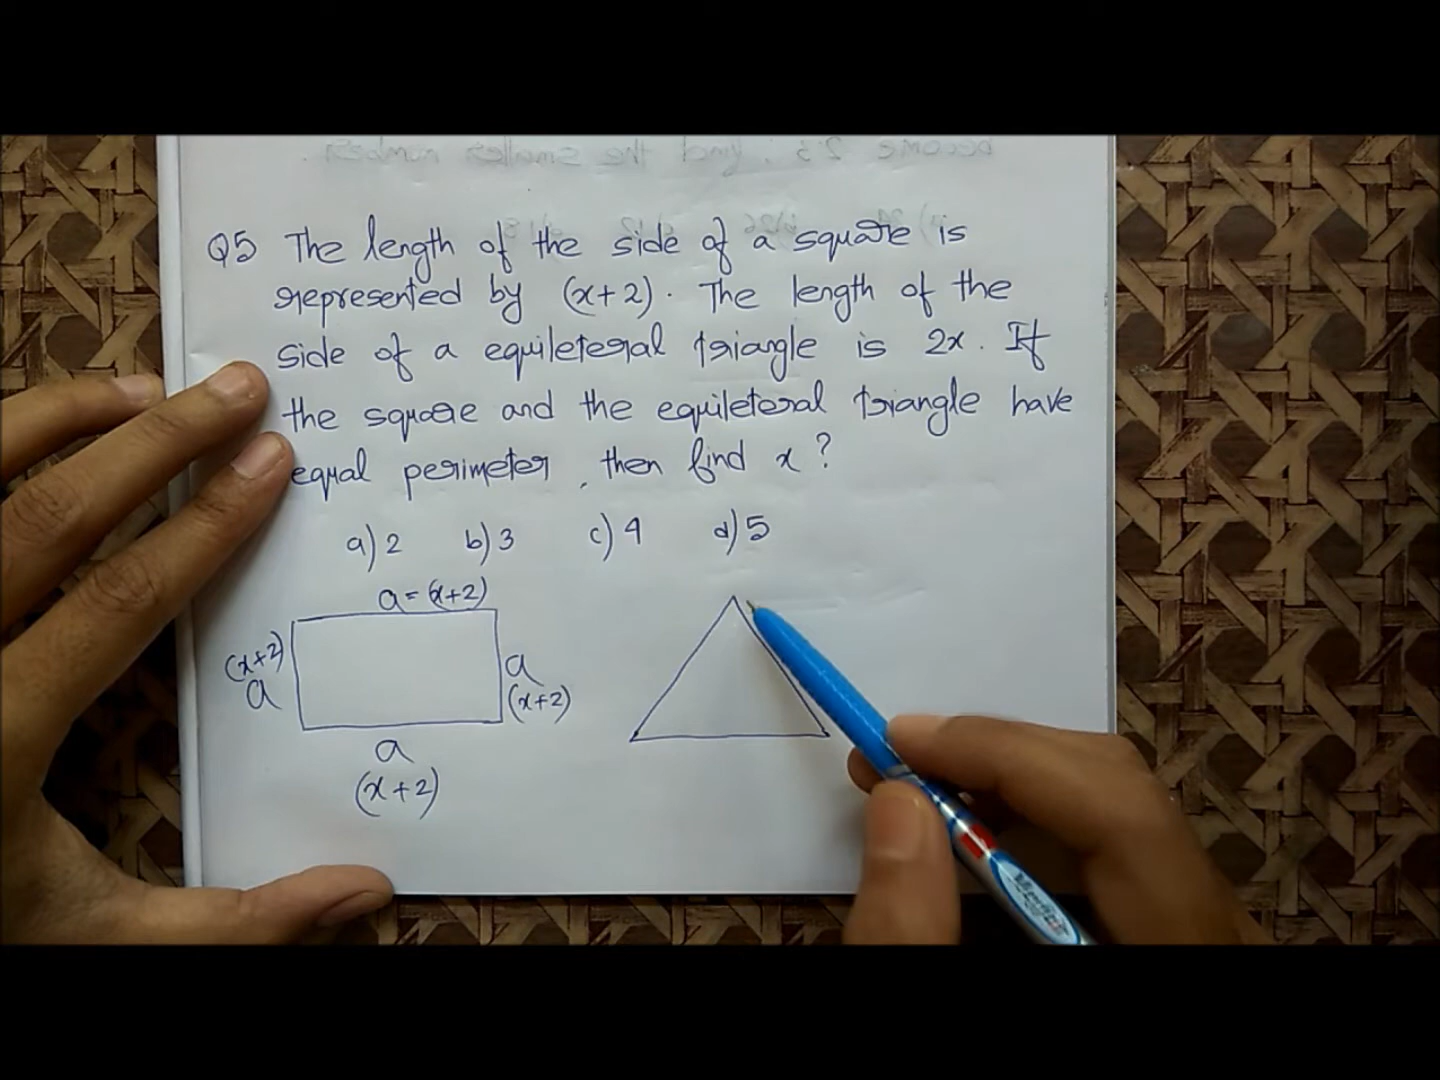 Q5 The length of the side of a square is
represented by (x+2). The length of the
side of a equileteral triangle is 2x. If
the square and the equileteral triangle have
equal perimeter, then find x?
a) 2 b) 3 c) 4 d) 5
a = (x+2)
(x+2)
a
a
(x+2)
a
(x+2)